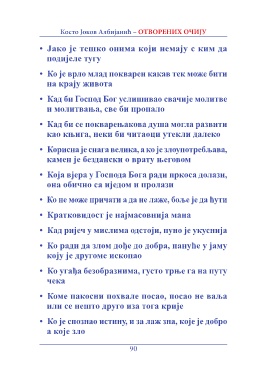 Косто Јоков Албијанић – ОТВОРЕНИХ ОЧИЈУ
• Јако је тешко онима који немају с ким да
подијеле тугу
• Ко је врло млад покварен какав тек може бити
на крају живота
• Кад би Господ Бог услишивао свачије молитве
и молтвања, све би пропало
• Кад би се покварењакова душа могла развити
као књига, неки би читаоци утекли далеко
• Корисна је снага велика, а ко је злоупотребљава,
камен је бездански о врату његовом
• Која вјера у Господа Бога ради пркоса долази,
она обично са иједом и пролази
• Ко не може причати а да не лаже, боље је да ћути
• Кратковидост је најмасовнија мана
• Кад ријеч у мислима одстоји, пуно је укуснија
• Ко ради да злом дође до добра, пануће у јаму
коју је другоме ископао
• Ко угађа безобразнима, густо трње га на путу
чека
• Коме пакосни похвале посао, посао не ваља
или се нешто друго иза тога крије
• Ко је спознао истину, и за лаж зна, које је добро
а које зло
90